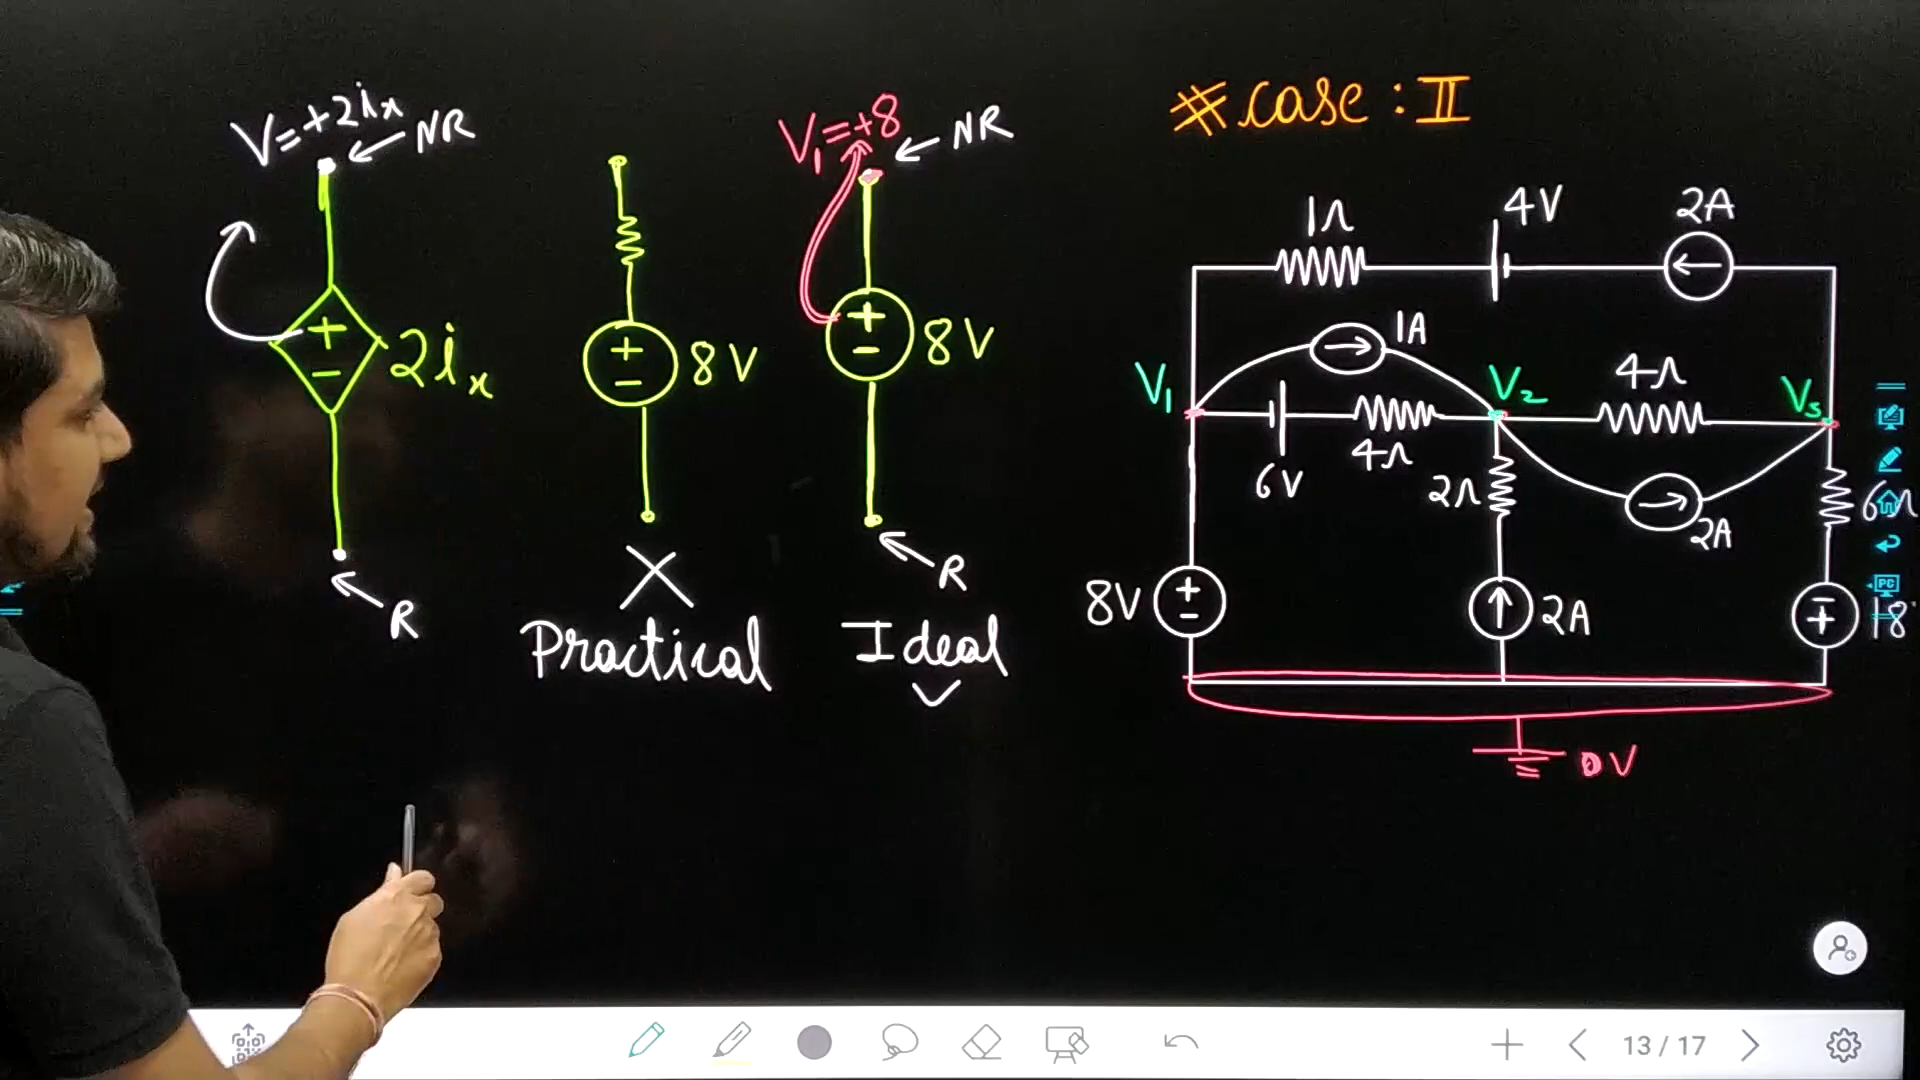 # case : II
V=+2ix
NR
V₁=+8
NR
2ix
8V
8V
R
R
Practical
Ideal
1Ω
4V
2A
1A
V₁
V₂
4Ω
V₃
6V
4Ω
2Ω
2A
6Ω
8V
2A
18
0V
PC
13 / 17